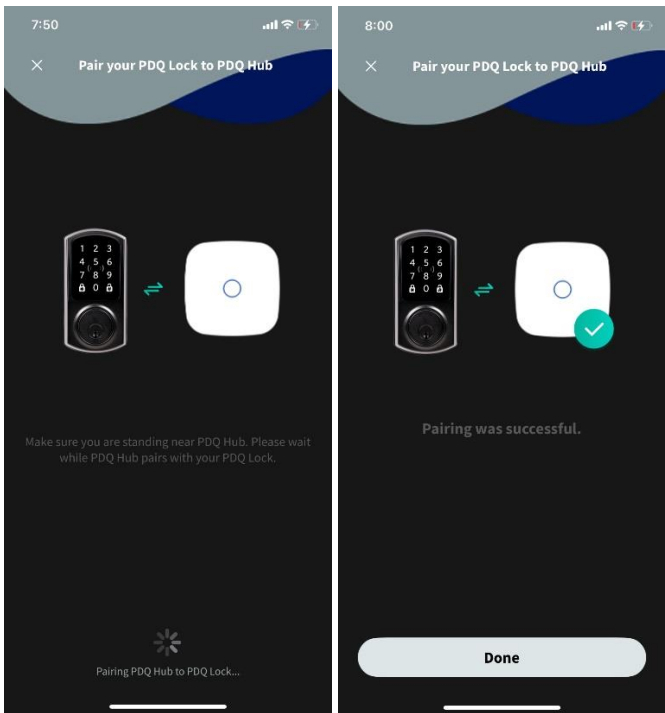 7:50
Pair your PDQ Lock to PDQ Hub
1 2 3
4 5 6
7 8 9
0
Make sure you are standing near PDQ Hub. Please wait
while PDQ Hub pairs with your PDQ Lock.
Pairing PDQ Hub to PDQ Lock...
8:00
Pair your PDQ Lock to PDQ Hub
1 2 3
4 5 6
7 8 9
0
Pairing was successful.
Done